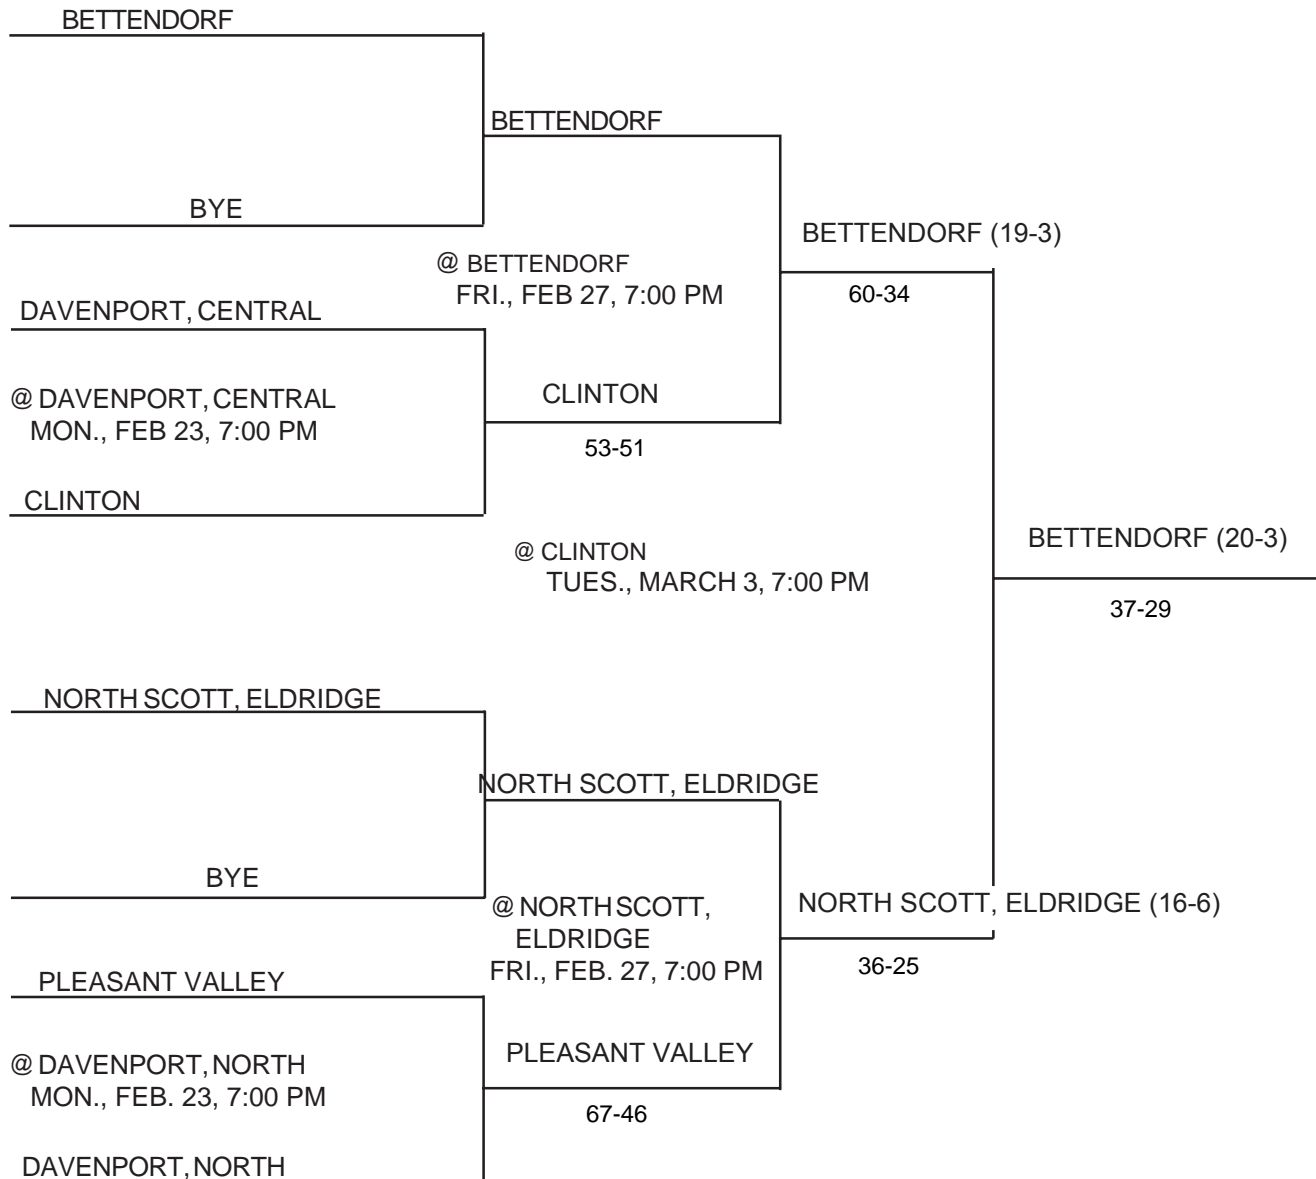 BETTENDORF
BETTENDORF
BYE
BETTENDORF (19-3)
@ BETTENDORF
FRI., FEB 27, 7:00 PM
60-34
DAVENPORT, CENTRAL
@ DAVENPORT, CENTRAL
MON., FEB 23, 7:00 PM
CLINTON
53-51
CLINTON
@ CLINTON
TUES., MARCH 3, 7:00 PM
BETTENDORF (20-3)
37-29
NORTH SCOTT, ELDRIDGE
NORTH SCOTT, ELDRIDGE
BYE
@ NORTH SCOTT,
ELDRIDGE
FRI., FEB. 27, 7:00 PM
NORTH SCOTT, ELDRIDGE (16-6)
36-25
PLEASANT VALLEY
@ DAVENPORT, NORTH
MON., FEB. 23, 7:00 PM
PLEASANT VALLEY
67-46
DAVENPORT, NORTH